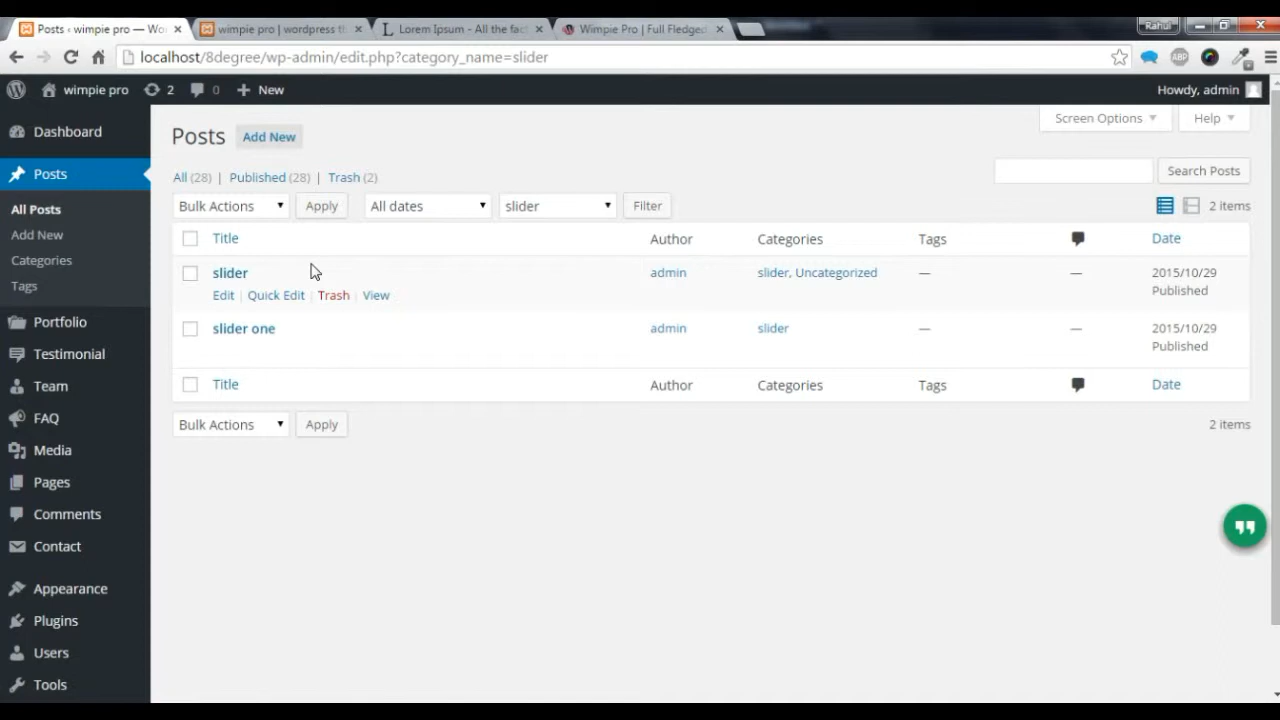 Posts ‹ wimpie pro — Wo
wimpie pro | wordpress th
Lorem Ipsum - All the fac
Wimpie Pro | Full Fledged
Rahul
localhost/8degree/wp-admin/edit.php?category_name=slider
ABP
wimpie pro
2
0
New
Howdy, admin
Dashboard
Posts
All Posts
Add New
Categories
Tags
Portfolio
Testimonial
Team
FAQ
Media
Pages
Comments
Contact
Appearance
Plugins
Users
Tools
Posts Add New
Screen Options
Help
All (28) | Published (28) | Trash (2)
Search Posts
Bulk Actions Apply All dates slider Filter
2 items
Title Author Categories Tags Date
slider admin slider, Uncategorized — — 2015/10/29
Edit | Quick Edit | Trash | View Published
slider one admin slider — — 2015/10/29
Published
Title Author Categories Tags Date
Bulk Actions Apply 2 items